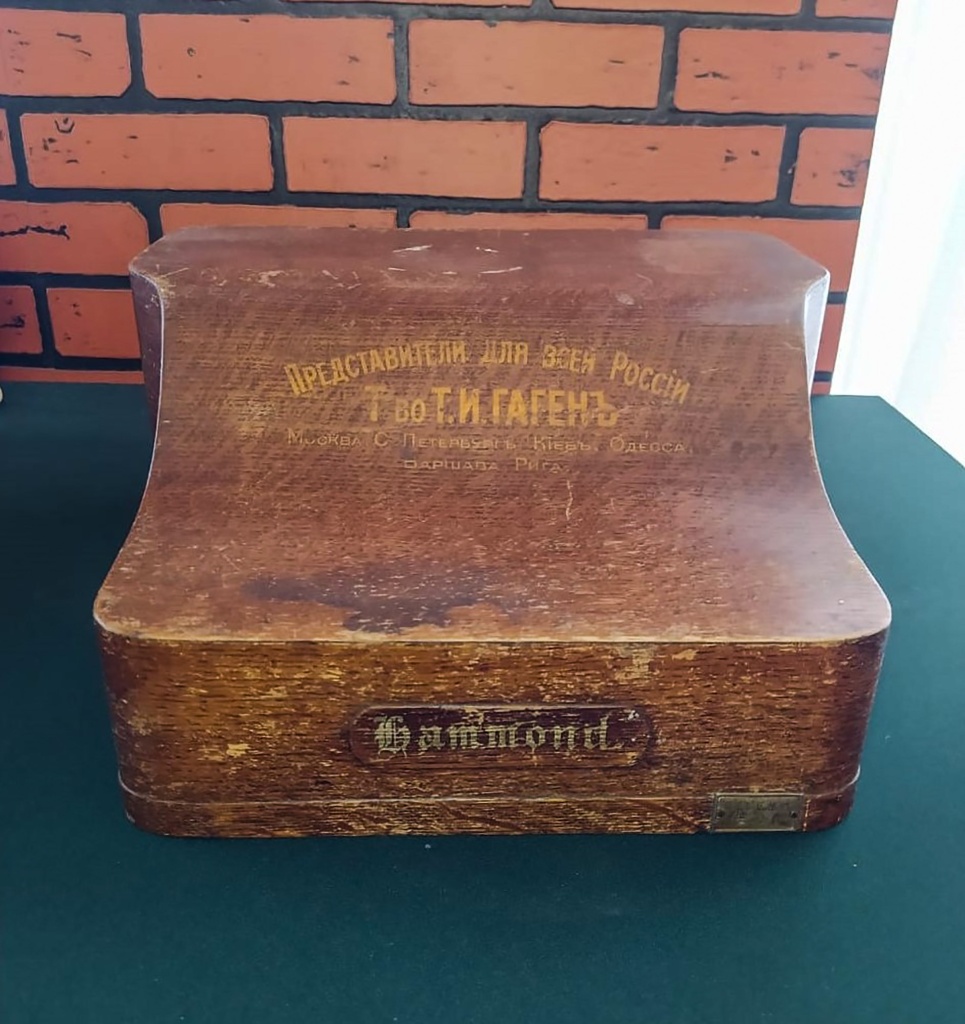 Представители для всей Россіи
Т‑во Т.И.ГАГЕНЪ
Москва С-Петербургъ, Кіевъ, Одесса,
Варшава Рига.
Hammond